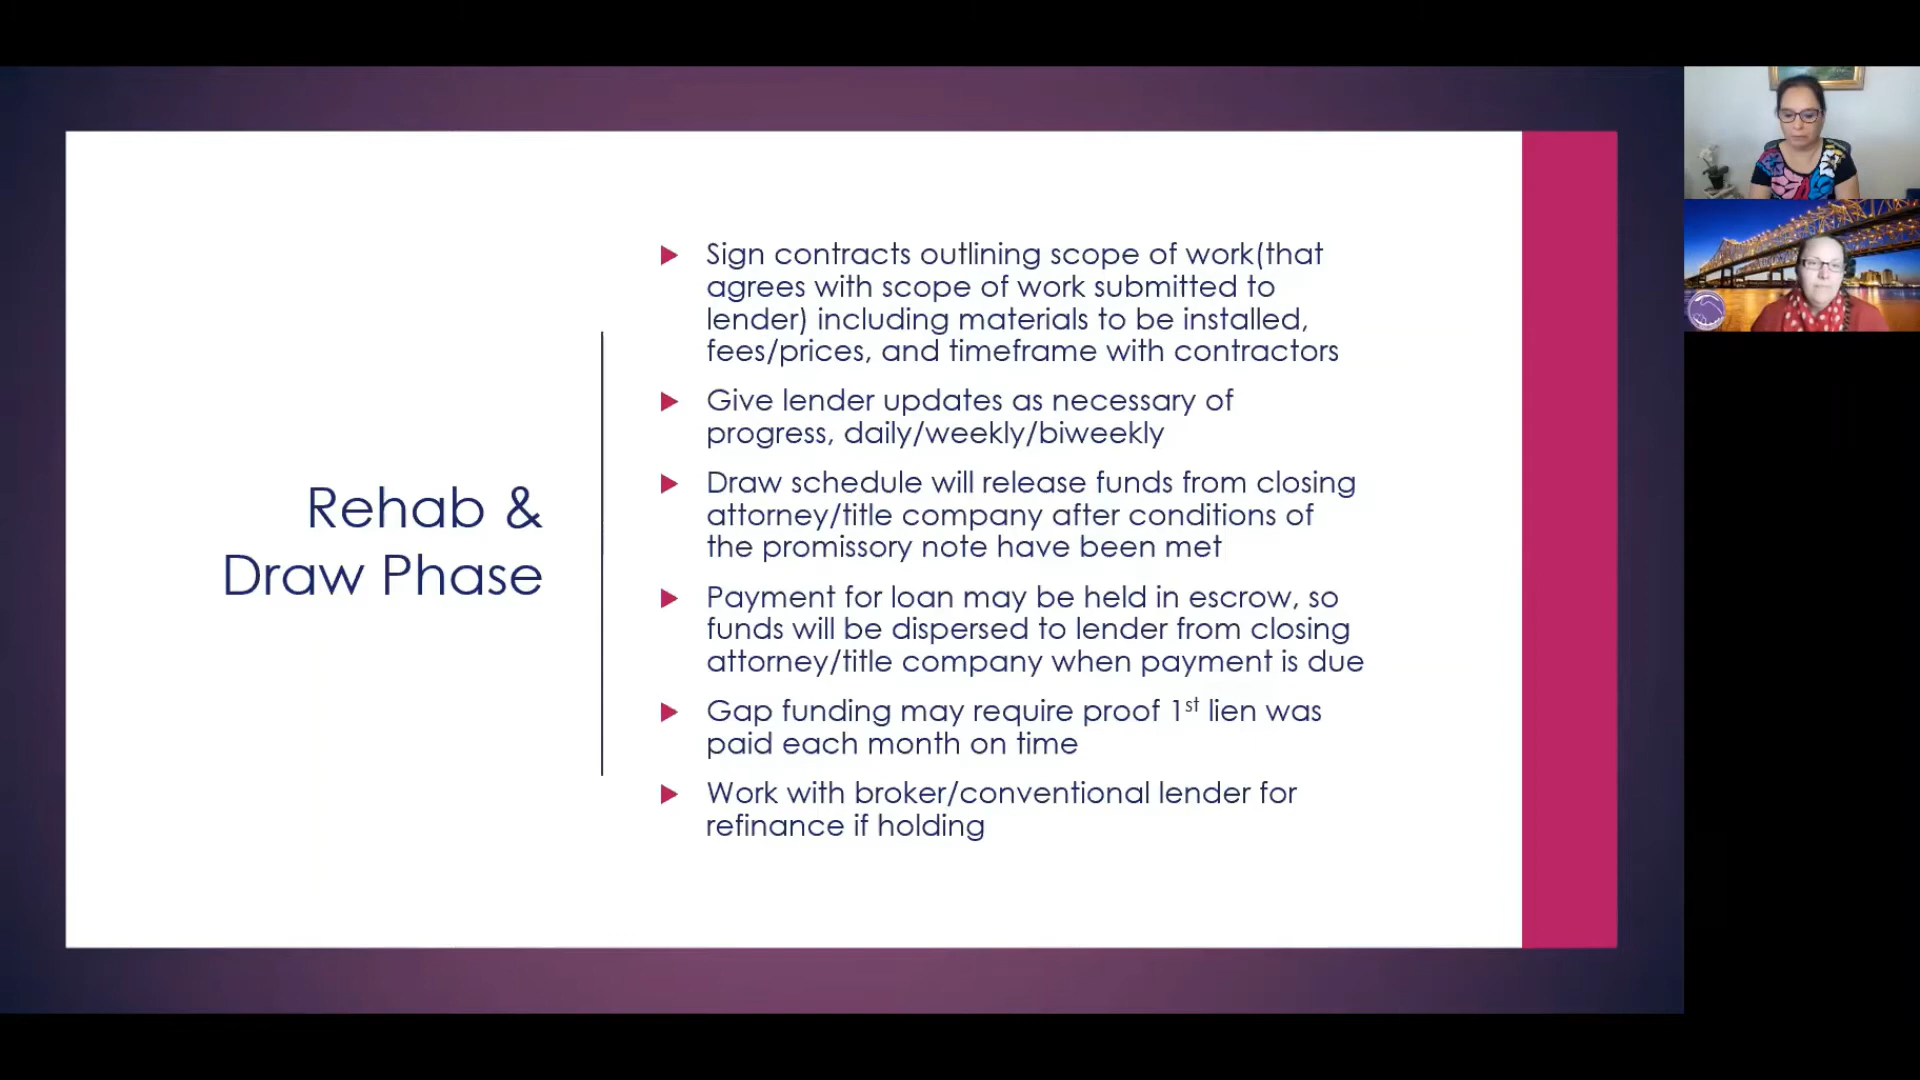 Rehab &
Draw Phase
Sign contracts outlining scope of work(that
agrees with scope of work submitted to
lender) including materials to be installed,
fees/prices, and timeframe with contractors
Give lender updates as necessary of
progress, daily/weekly/biweekly
Draw schedule will release funds from closing
attorney/title company after conditions of
the promissory note have been met
Payment for loan may be held in escrow, so
funds will be dispersed to lender from closing
attorney/title company when payment is due
Gap funding may require proof 1st lien was
paid each month on time
Work with broker/conventional lender for
refinance if holding